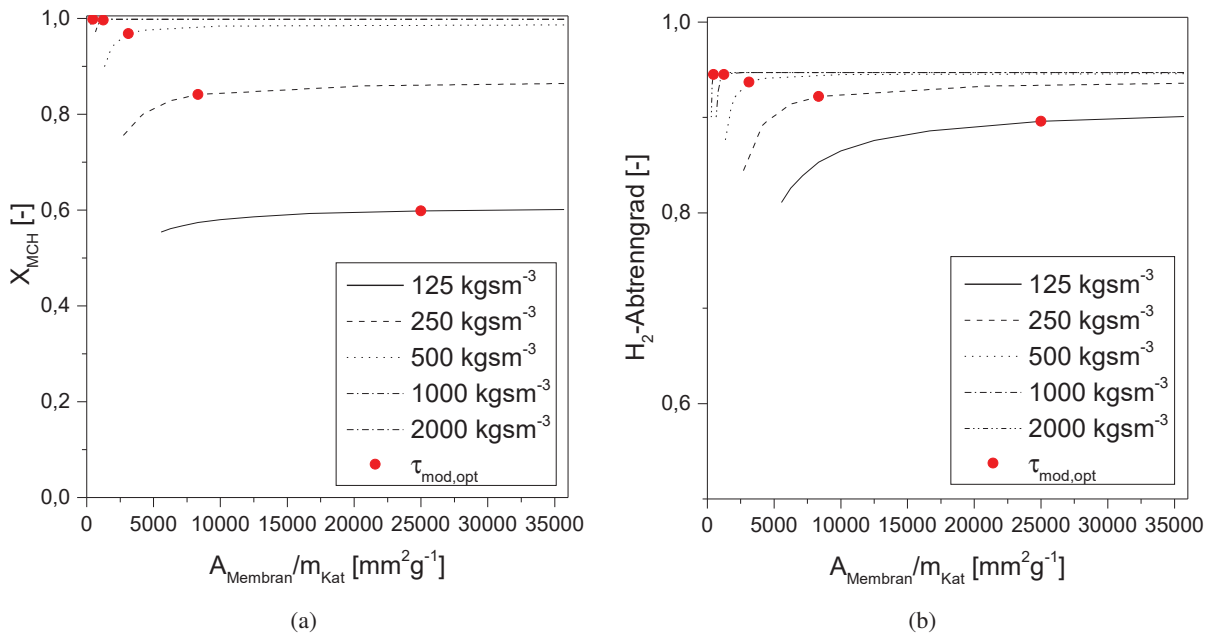 1,0
0,8
0,6
0,4
0,2
0,0
X_MCH [-]
125 kgsm⁻³
250 kgsm⁻³
500 kgsm⁻³
1000 kgsm⁻³
2000 kgsm⁻³
τ_mod,opt
0 5000 10000 15000 20000 25000 30000 35000
A_Membran/m_Kat [mm²g⁻¹]
(a)
1,0
0,8
0,6
H₂-Abtrenngrad [-]
125 kgsm⁻³
250 kgsm⁻³
500 kgsm⁻³
1000 kgsm⁻³
2000 kgsm⁻³
τ_mod,opt
0 5000 10000 15000 20000 25000 30000 35000
A_Membran/m_Kat [mm²g⁻¹]
(b)